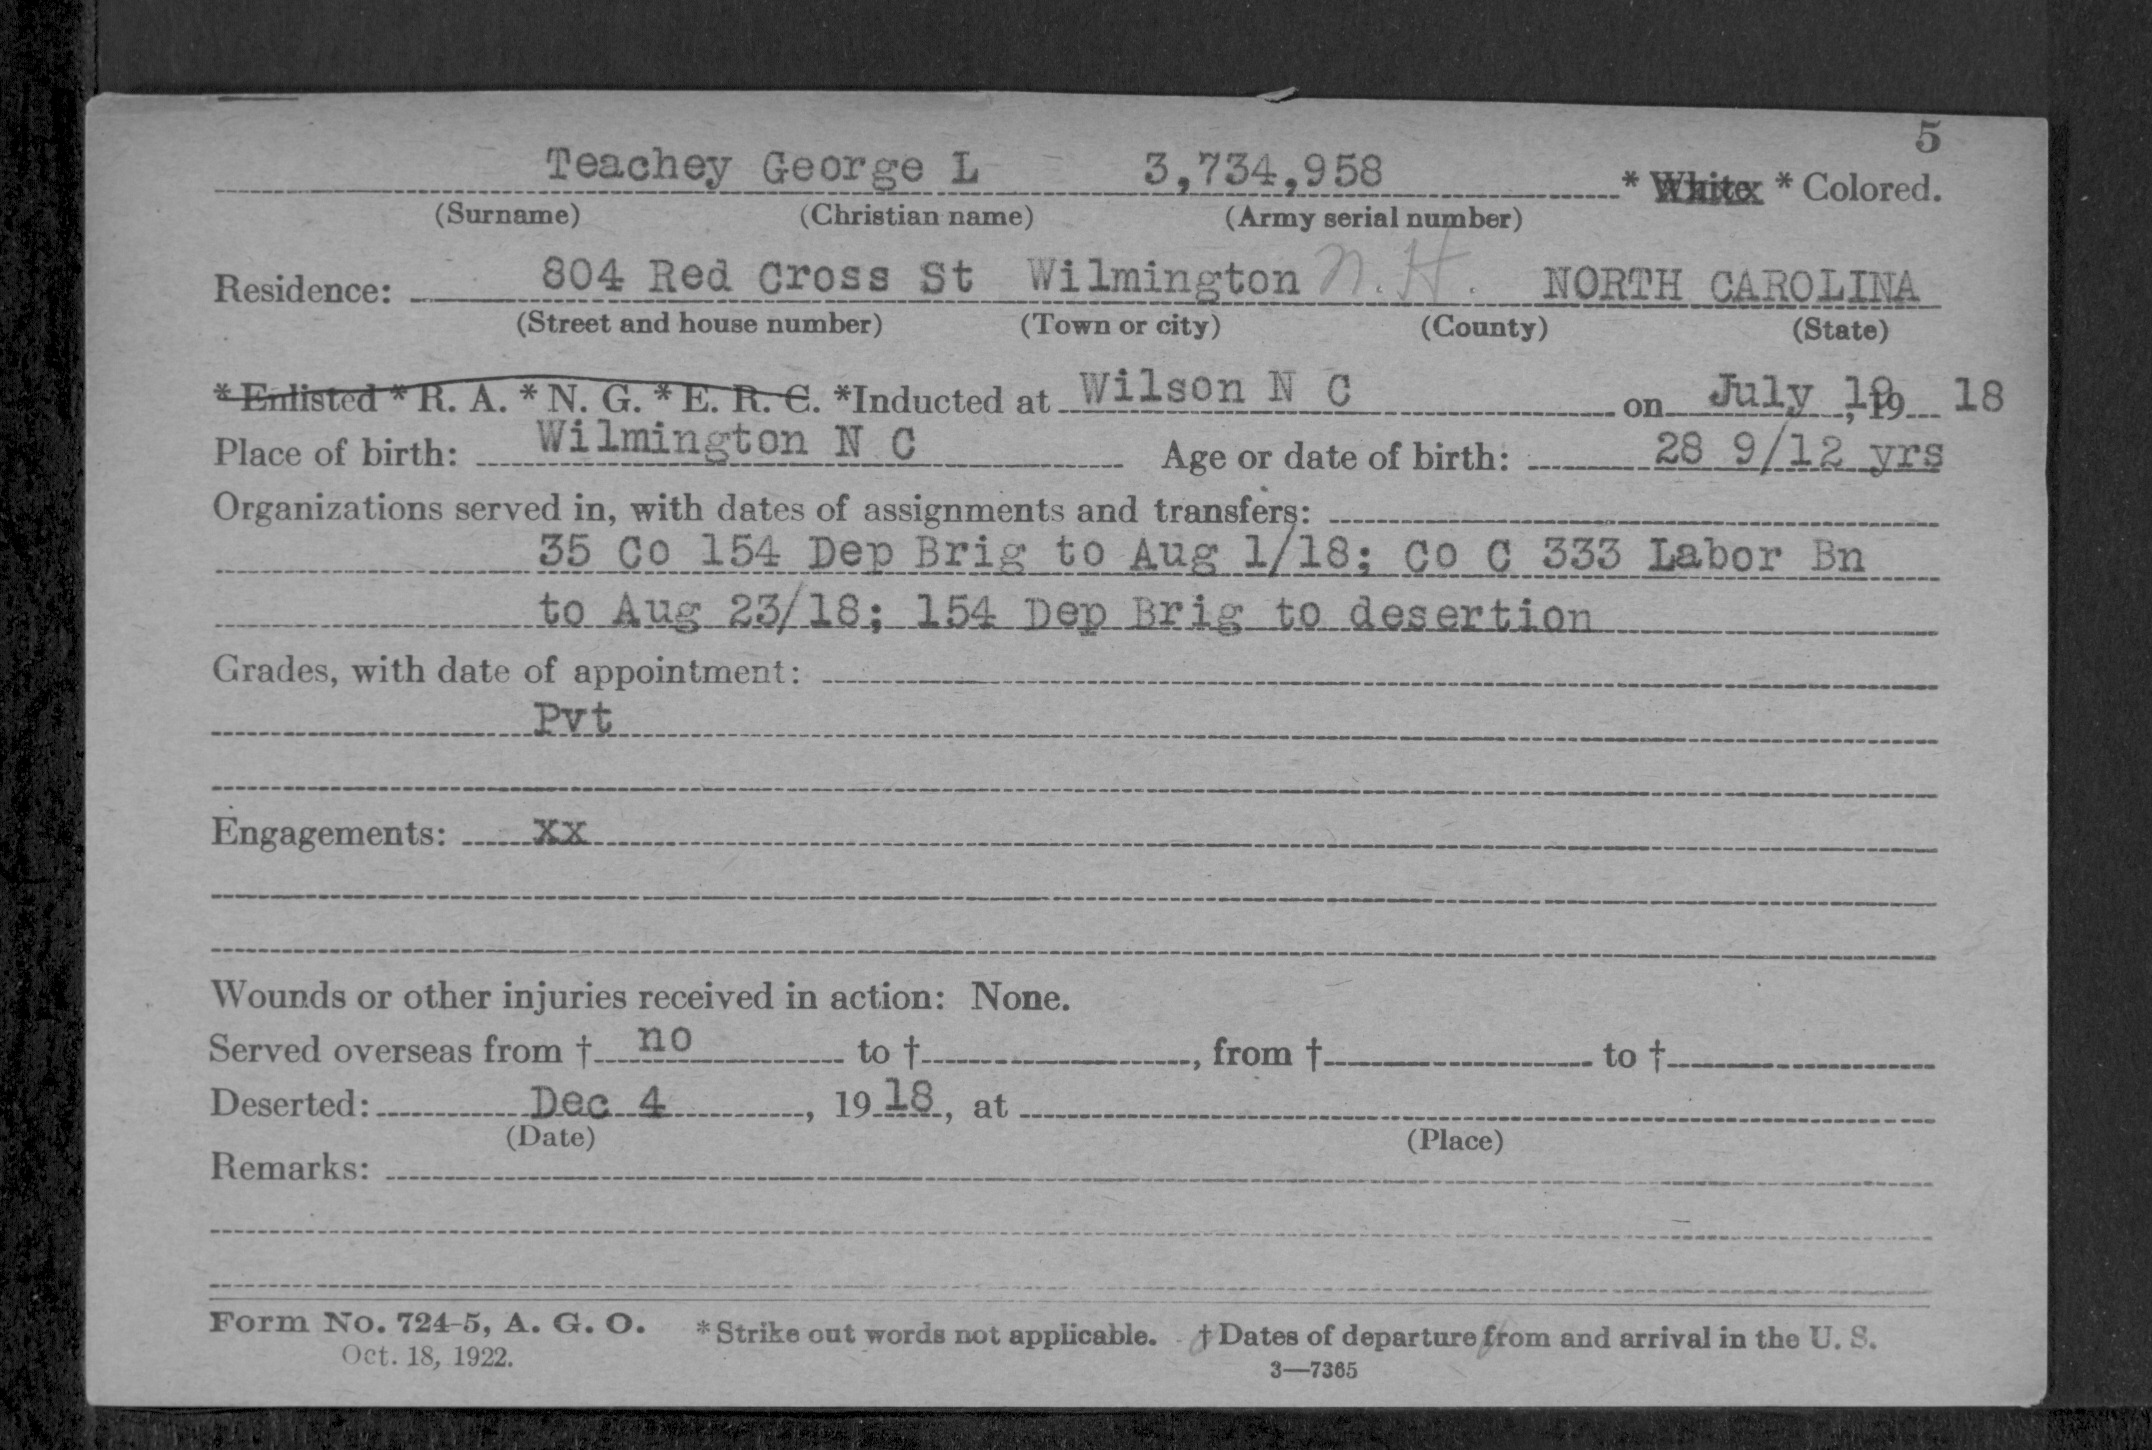 5
Teachey George L 3,734,958 * White * Colored.
(Surname) (Christian name) (Army serial number)
Residence: 804 Red Cross St Wilmington N.H. NORTH CAROLINA
(Street and house number) (Town or city) (County) (State)
*Enlisted *R. A. *N. G. *E. R. C. *Inducted at Wilson N C on July , 19 18
Place of birth: Wilmington N C Age or date of birth: 28 9/12 yrs
Organizations served in, with dates of assignments and transfers:
35 Co 154 Dep Brig to Aug 1/18; Co C 333 Labor Bn
to Aug 23/18; 154 Dep Brig to desertion
Grades, with date of appointment:
Pvt
Engagements: xx
Wounds or other injuries received in action: None.
Served overseas from † no to †, from † to †
Deserted: Dec 4, 19 18, at
(Date) (Place)
Remarks:
Form No. 724-5, A. G. O. *Strike out words not applicable. †Dates of departure from and arrival in the U. S.
Oct. 18, 1922. 3—7365